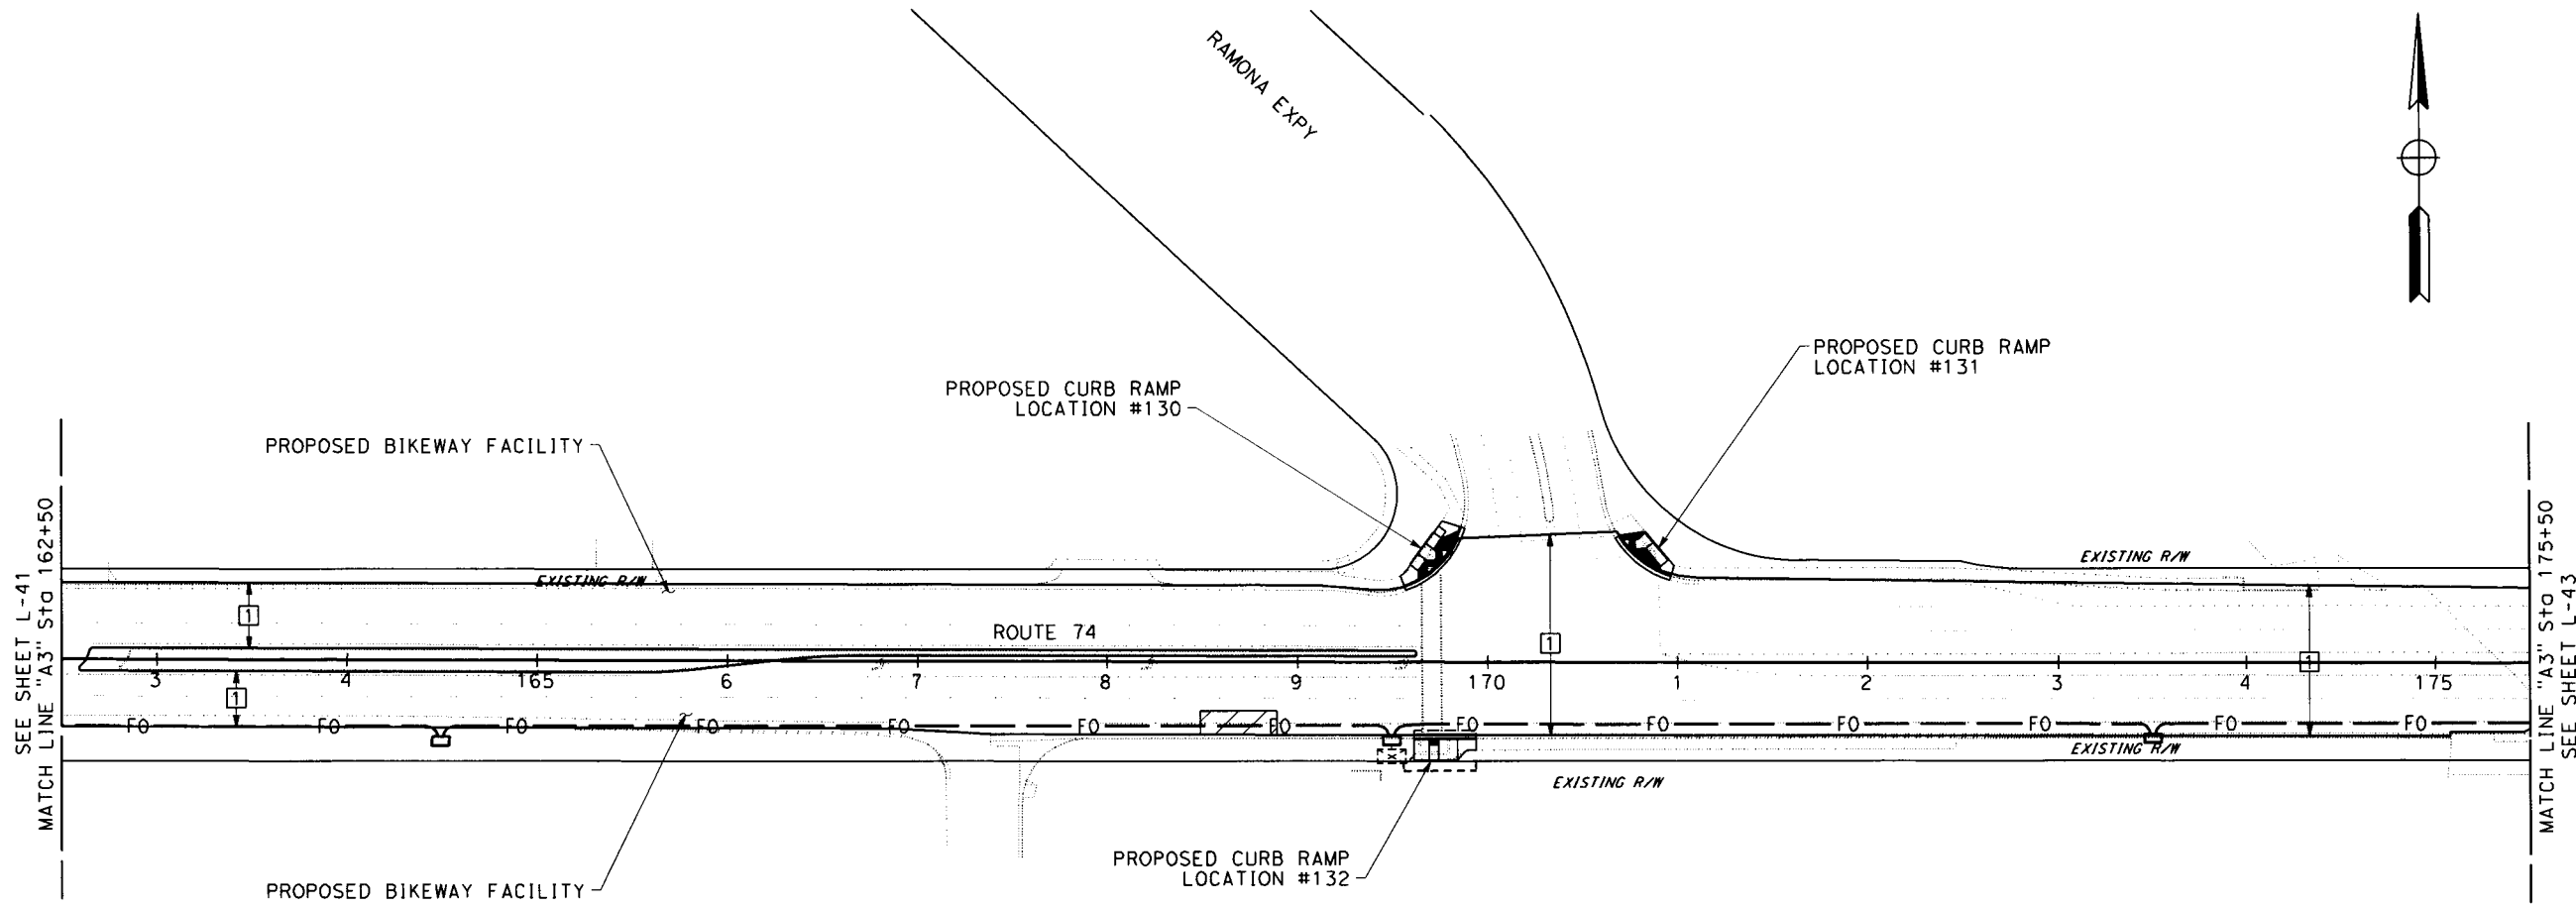 RAMONA EXPY
PROPOSED CURB RAMP
LOCATION #131
PROPOSED CURB RAMP
LOCATION #130
PROPOSED BIKEWAY FACILITY
SEE SHEET L-41
MATCH LINE "A3" Sta 162+50
MATCH LINE "A3" Sta 175+50
SEE SHEET L-43
EXISTING R/W
EXISTING R/W
1
1
1
ROUTE 74
1
3 4 165 6 7 8 9 170 1 2 3 4 175
FO FO FO FO FO FO FO FO FO FO FO FO FO
EXISTING R/W
x
EXISTING R/W
PROPOSED CURB RAMP
LOCATION #132
PROPOSED BIKEWAY FACILITY